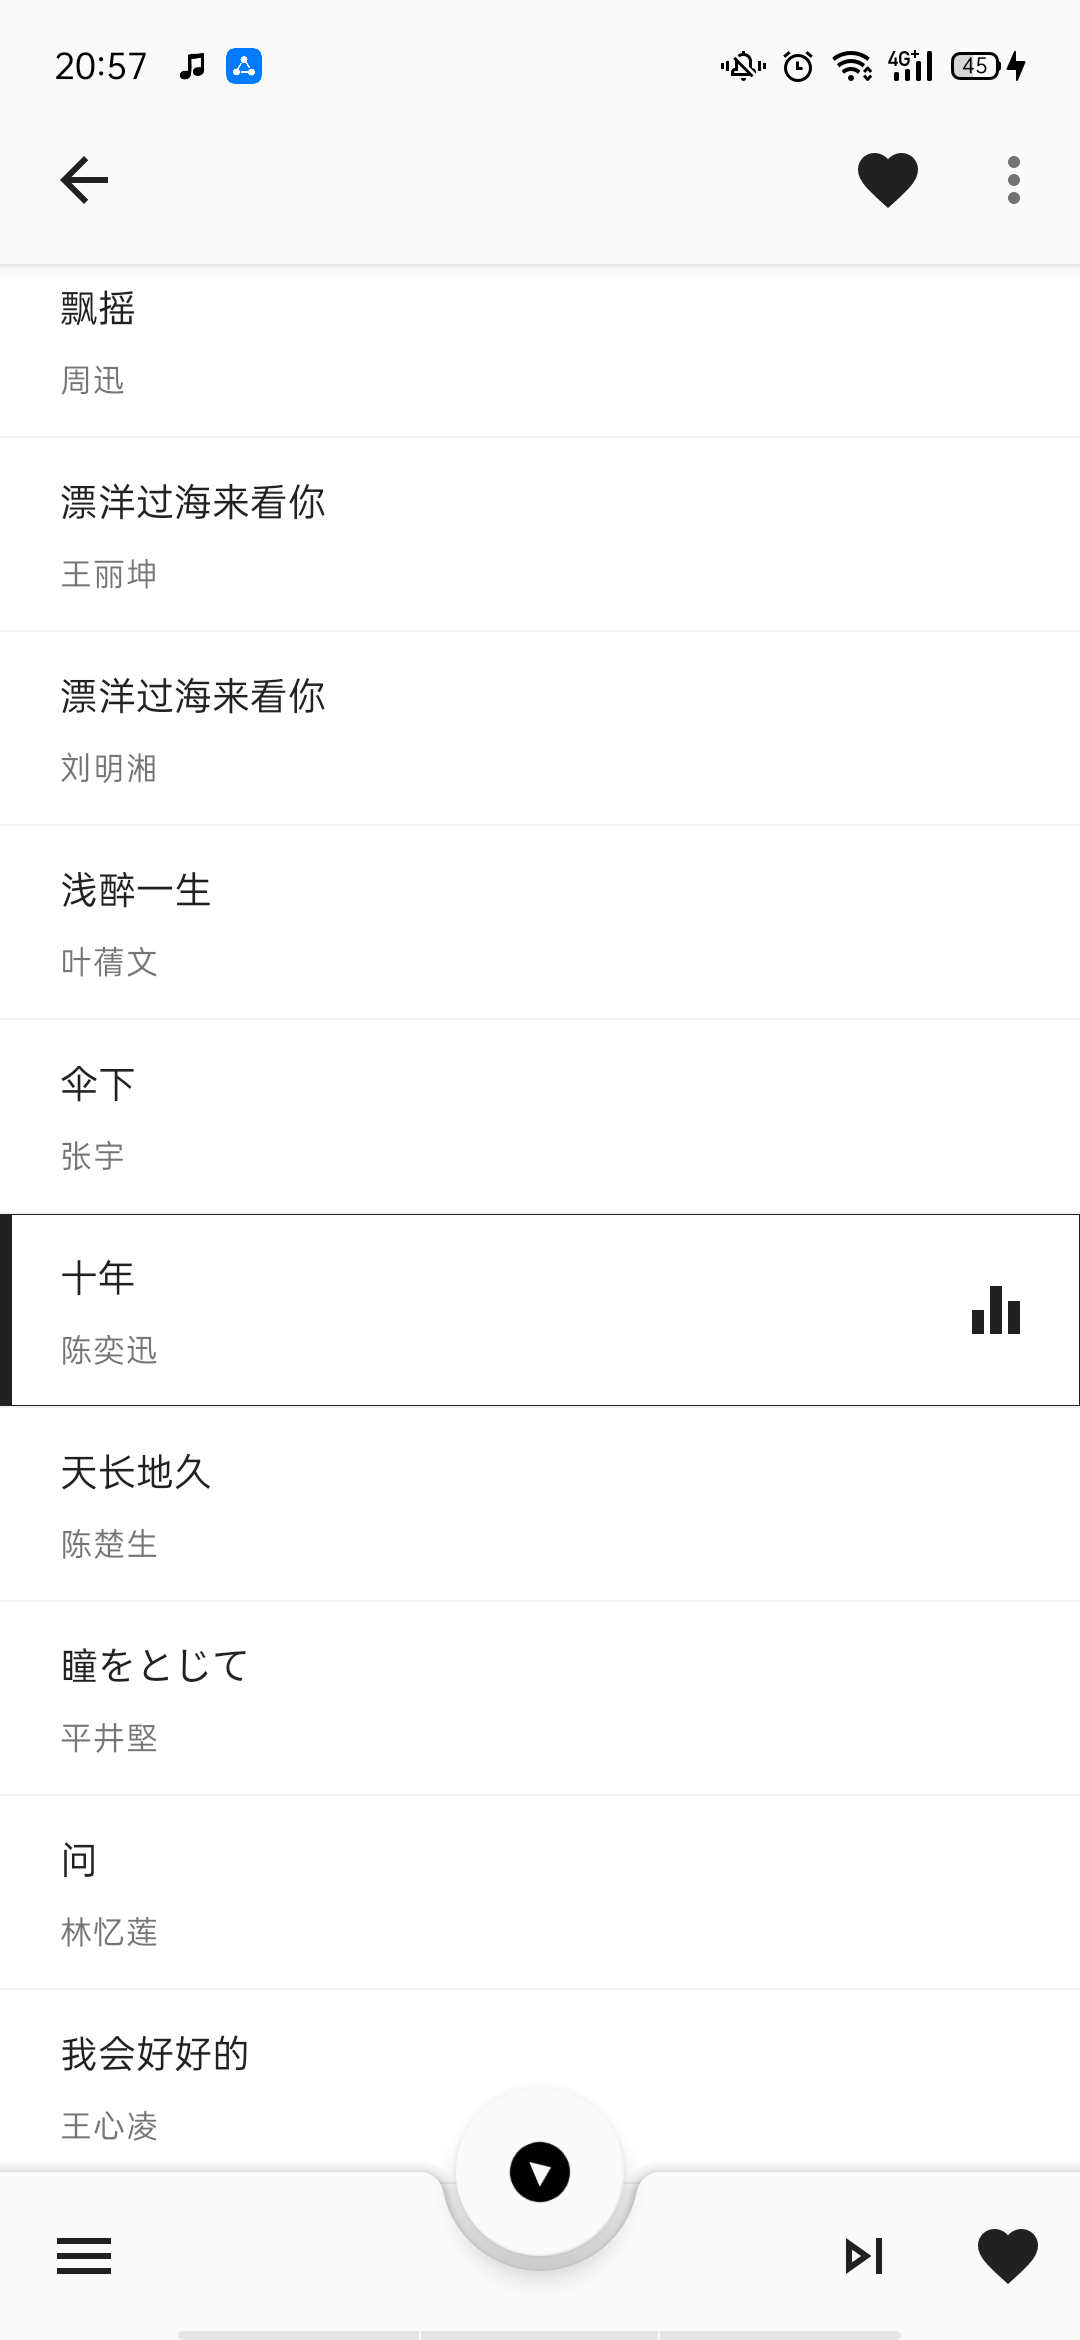 20:57
4G+
45
飘摇
周迅
漂洋过海来看你
王丽坤
漂洋过海来看你
刘明湘
浅醉一生
叶蒨文
伞下
张宇
十年
陈奕迅
天长地久
陈楚生
瞳をとじて
平井堅
问
林忆莲
我会好好的
王心凌